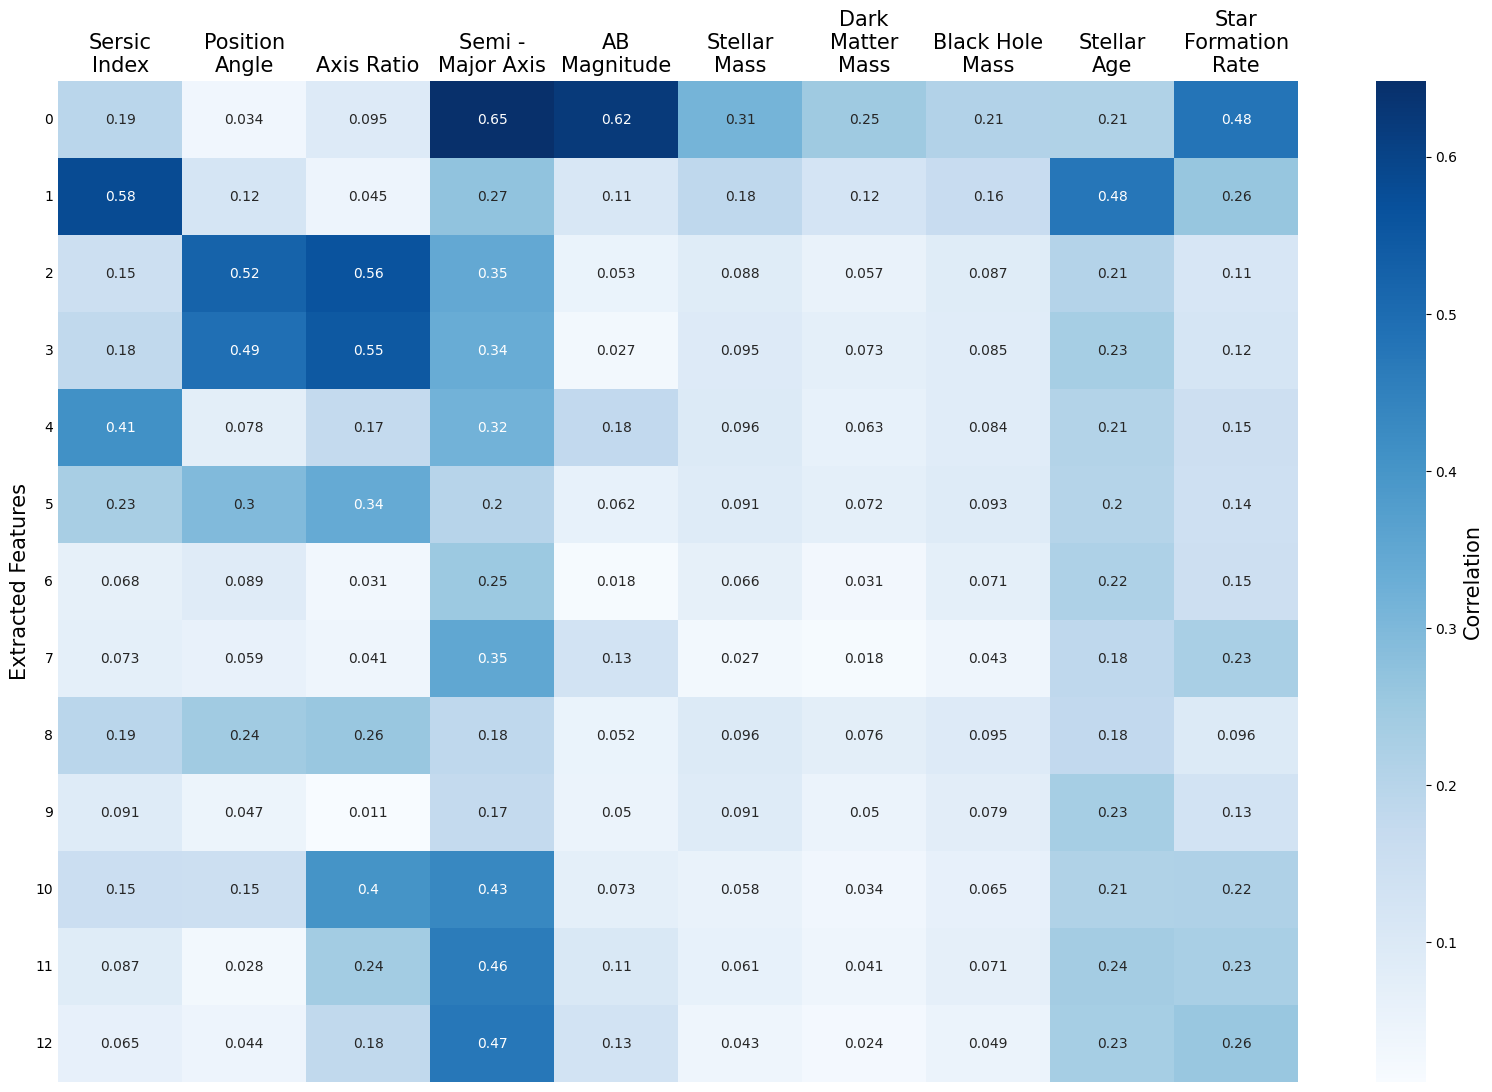 Sersic
Index
Position
Angle
Axis Ratio
Semi -
Major Axis
AB
Magnitude
Stellar
Mass
Dark
Matter
Mass
Black Hole
Mass
Stellar
Age
Star
Formation
Rate
Extracted Features
0 0.19 0.034 0.095 0.65 0.62 0.31 0.25 0.21 0.21 0.48
1 0.58 0.12 0.045 0.27 0.11 0.18 0.12 0.16 0.48 0.26
2 0.15 0.52 0.56 0.35 0.053 0.088 0.057 0.087 0.21 0.11
3 0.18 0.49 0.55 0.34 0.027 0.095 0.073 0.085 0.23 0.12
4 0.41 0.078 0.17 0.32 0.18 0.096 0.063 0.084 0.21 0.15
5 0.23 0.3 0.34 0.2 0.062 0.091 0.072 0.093 0.2 0.14
6 0.068 0.089 0.031 0.25 0.018 0.066 0.031 0.071 0.22 0.15
7 0.073 0.059 0.041 0.35 0.13 0.027 0.018 0.043 0.18 0.23
8 0.19 0.24 0.26 0.18 0.052 0.096 0.076 0.095 0.18 0.096
9 0.091 0.047 0.011 0.17 0.05 0.091 0.05 0.079 0.23 0.13
10 0.15 0.15 0.4 0.43 0.073 0.058 0.034 0.065 0.21 0.22
11 0.087 0.028 0.24 0.46 0.11 0.061 0.041 0.071 0.24 0.23
12 0.065 0.044 0.18 0.47 0.13 0.043 0.024 0.049 0.23 0.26
0.6
0.5
0.4
0.3
0.2
0.1
Correlation